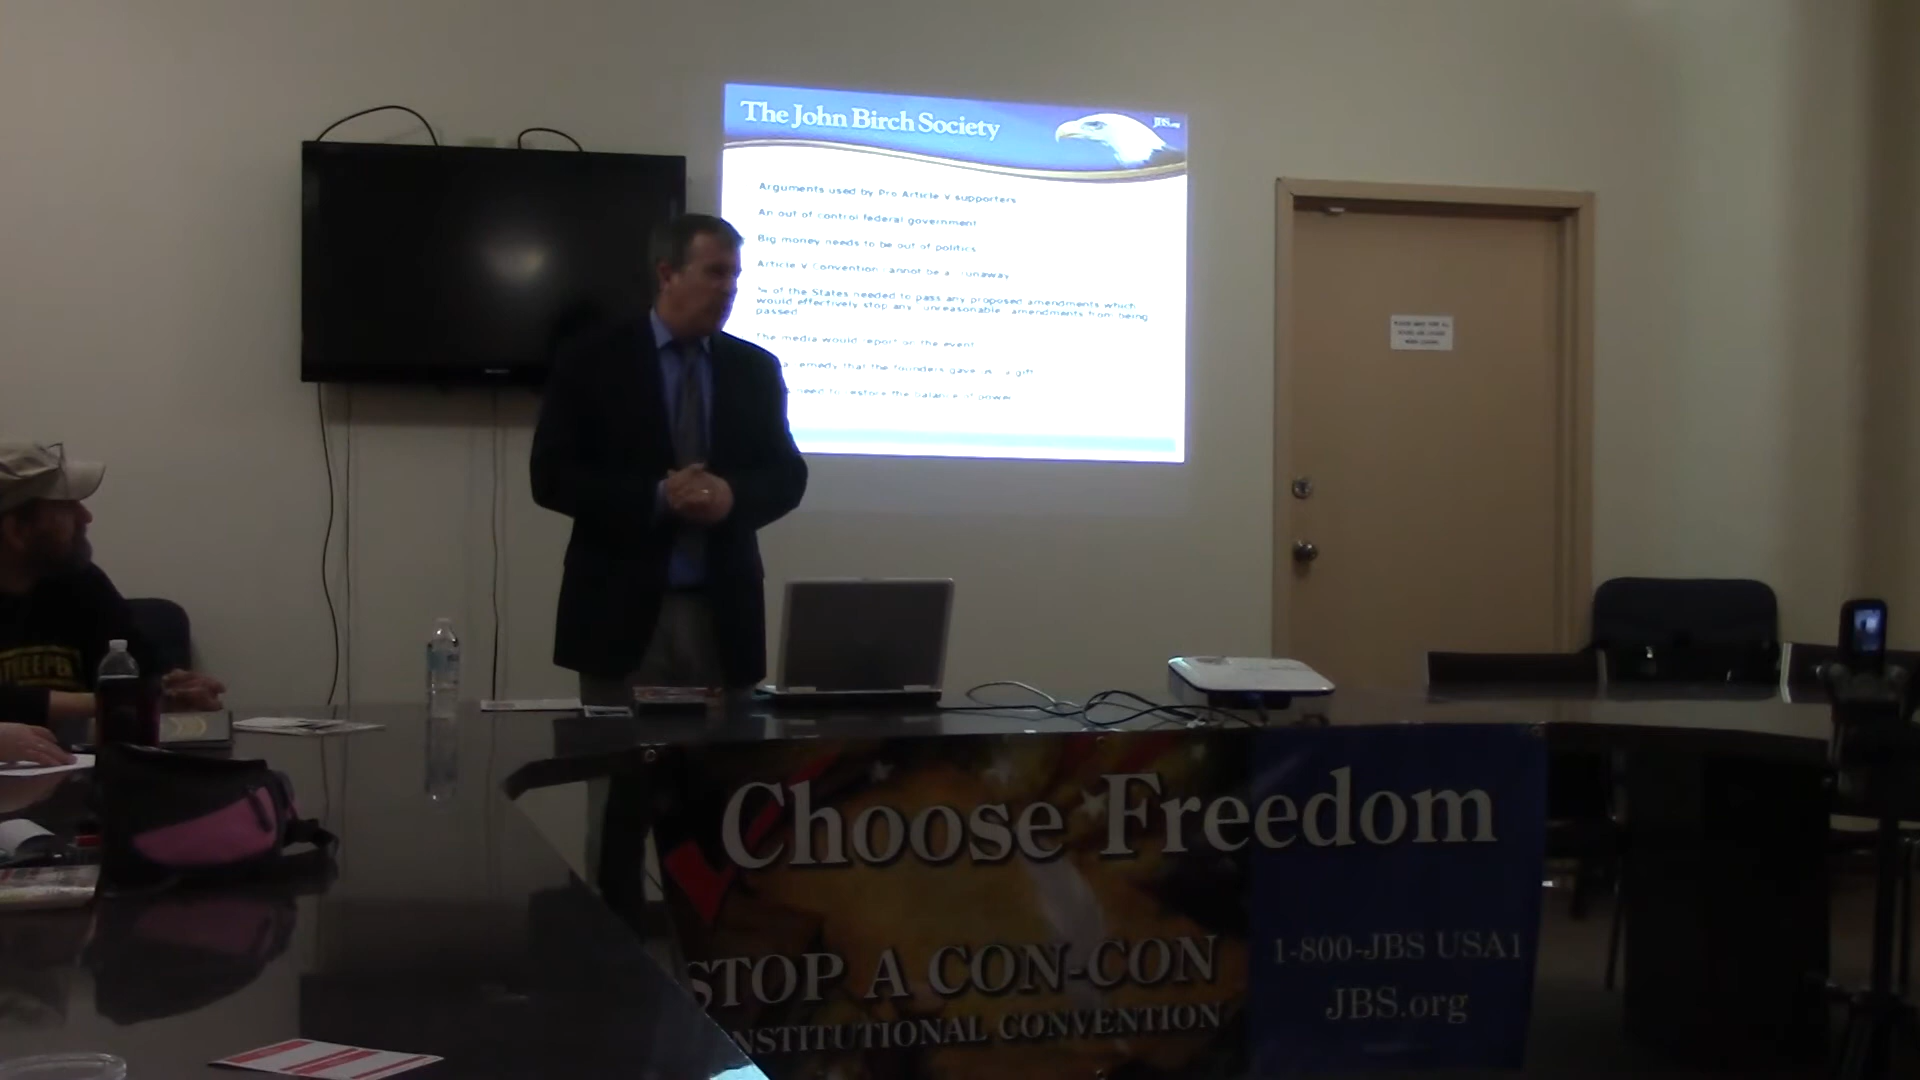 The John Birch Society
JBS.org
Arguments used by Pro Article V supporters
An out of control federal government
Big money needs to be out of politics
Article V Convention cannot be a runaway
of the States needed to pass any proposed amendments which
would effectively stop any unreasonable amendments from being
passed
The media would report on the event
a remedy that the founders gave us a gift
need to restore the balance of power
Choose Freedom
STOP A CON-CON
NSTITUTIONAL CONVENTION
1-800-JBS USA1
JBS.org